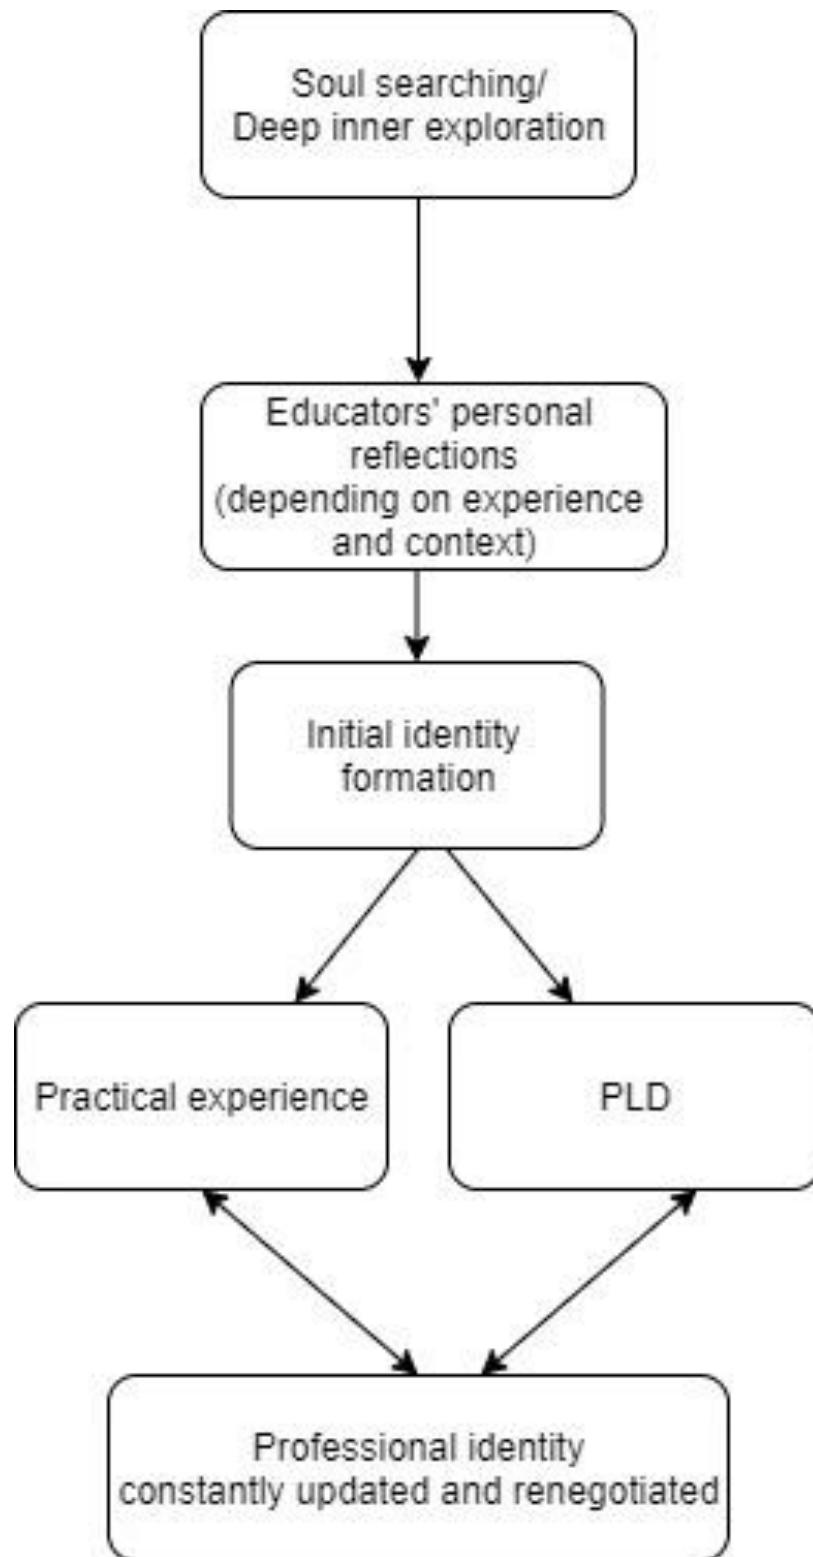 Soul searching/
Deep inner exploration
Educators' personal
reflections
(depending on experience
and context)
Initial identity
formation
Practical experience
PLD
Professional identity
constantly updated and renegotiated